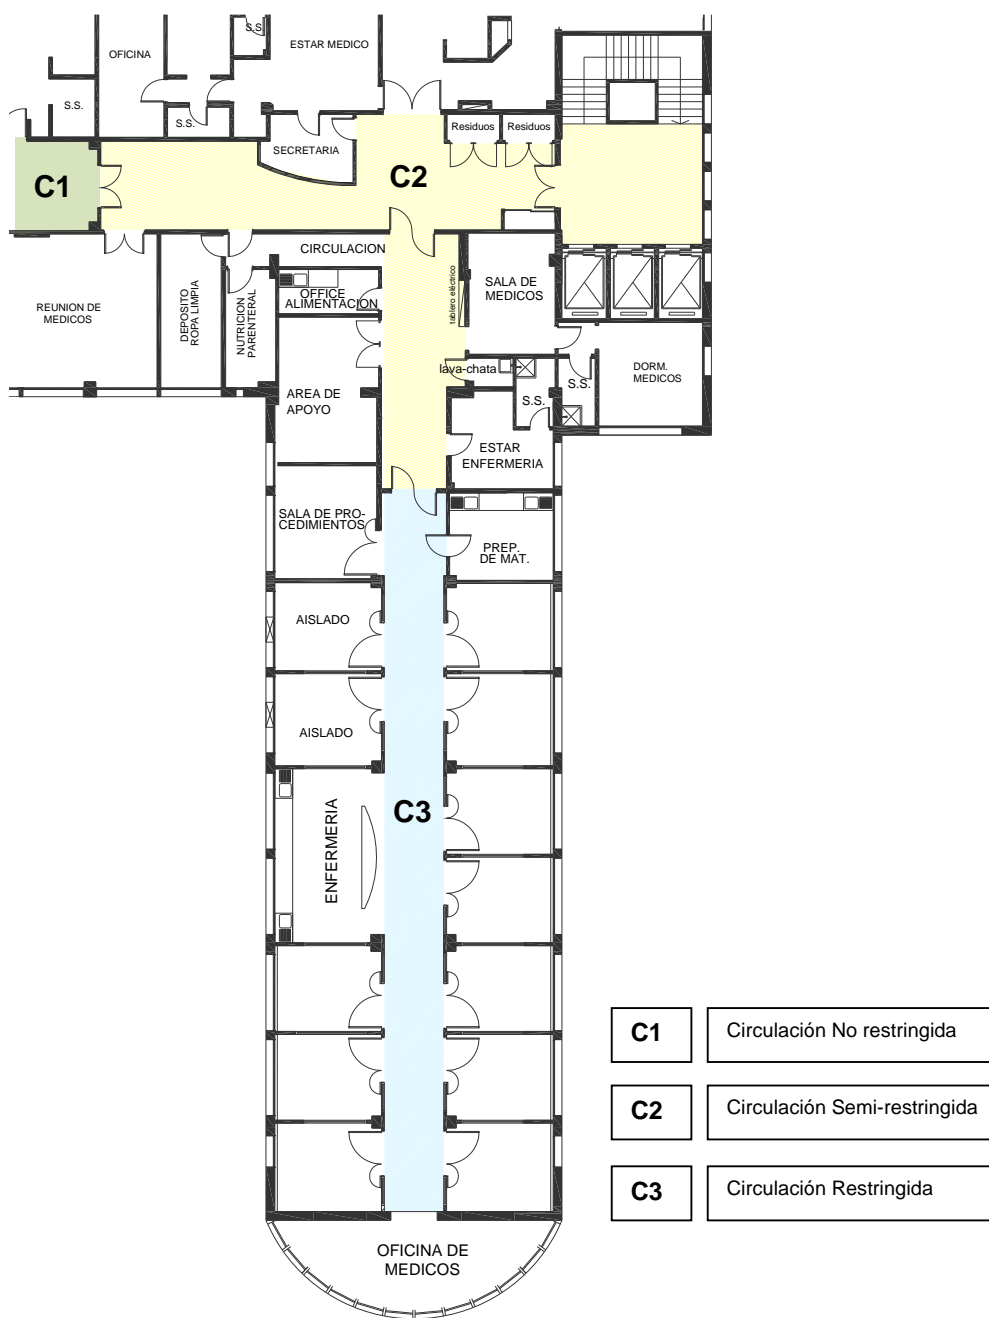 S.S.
ESTAR MEDICO
OFICINA
S.S.
S.S.
Residuos
Residuos
SECRETARIA
C1
C2
CIRCULACION
REUNION DE
MEDICOS
DEPOSITO
ROPA LIMPIA
NUTRICION
PARENTERAL
OFFICE
ALIMENTACION
tablero eléctrico
SALA DE
MEDICOS
lava-chata
S.S.
S.S.
DORM.
MEDICOS
AREA DE
APOYO
ESTAR
ENFERMERIA
SALA DE PRO-
CEDIMIENTOS
PREP.
DE MAT.
AISLADO
AISLADO
ENFERMERIA
C3
C1
Circulación No restringida
C2
Circulación Semi-restringida
C3
Circulación Restringida
OFICINA DE
MEDICOS